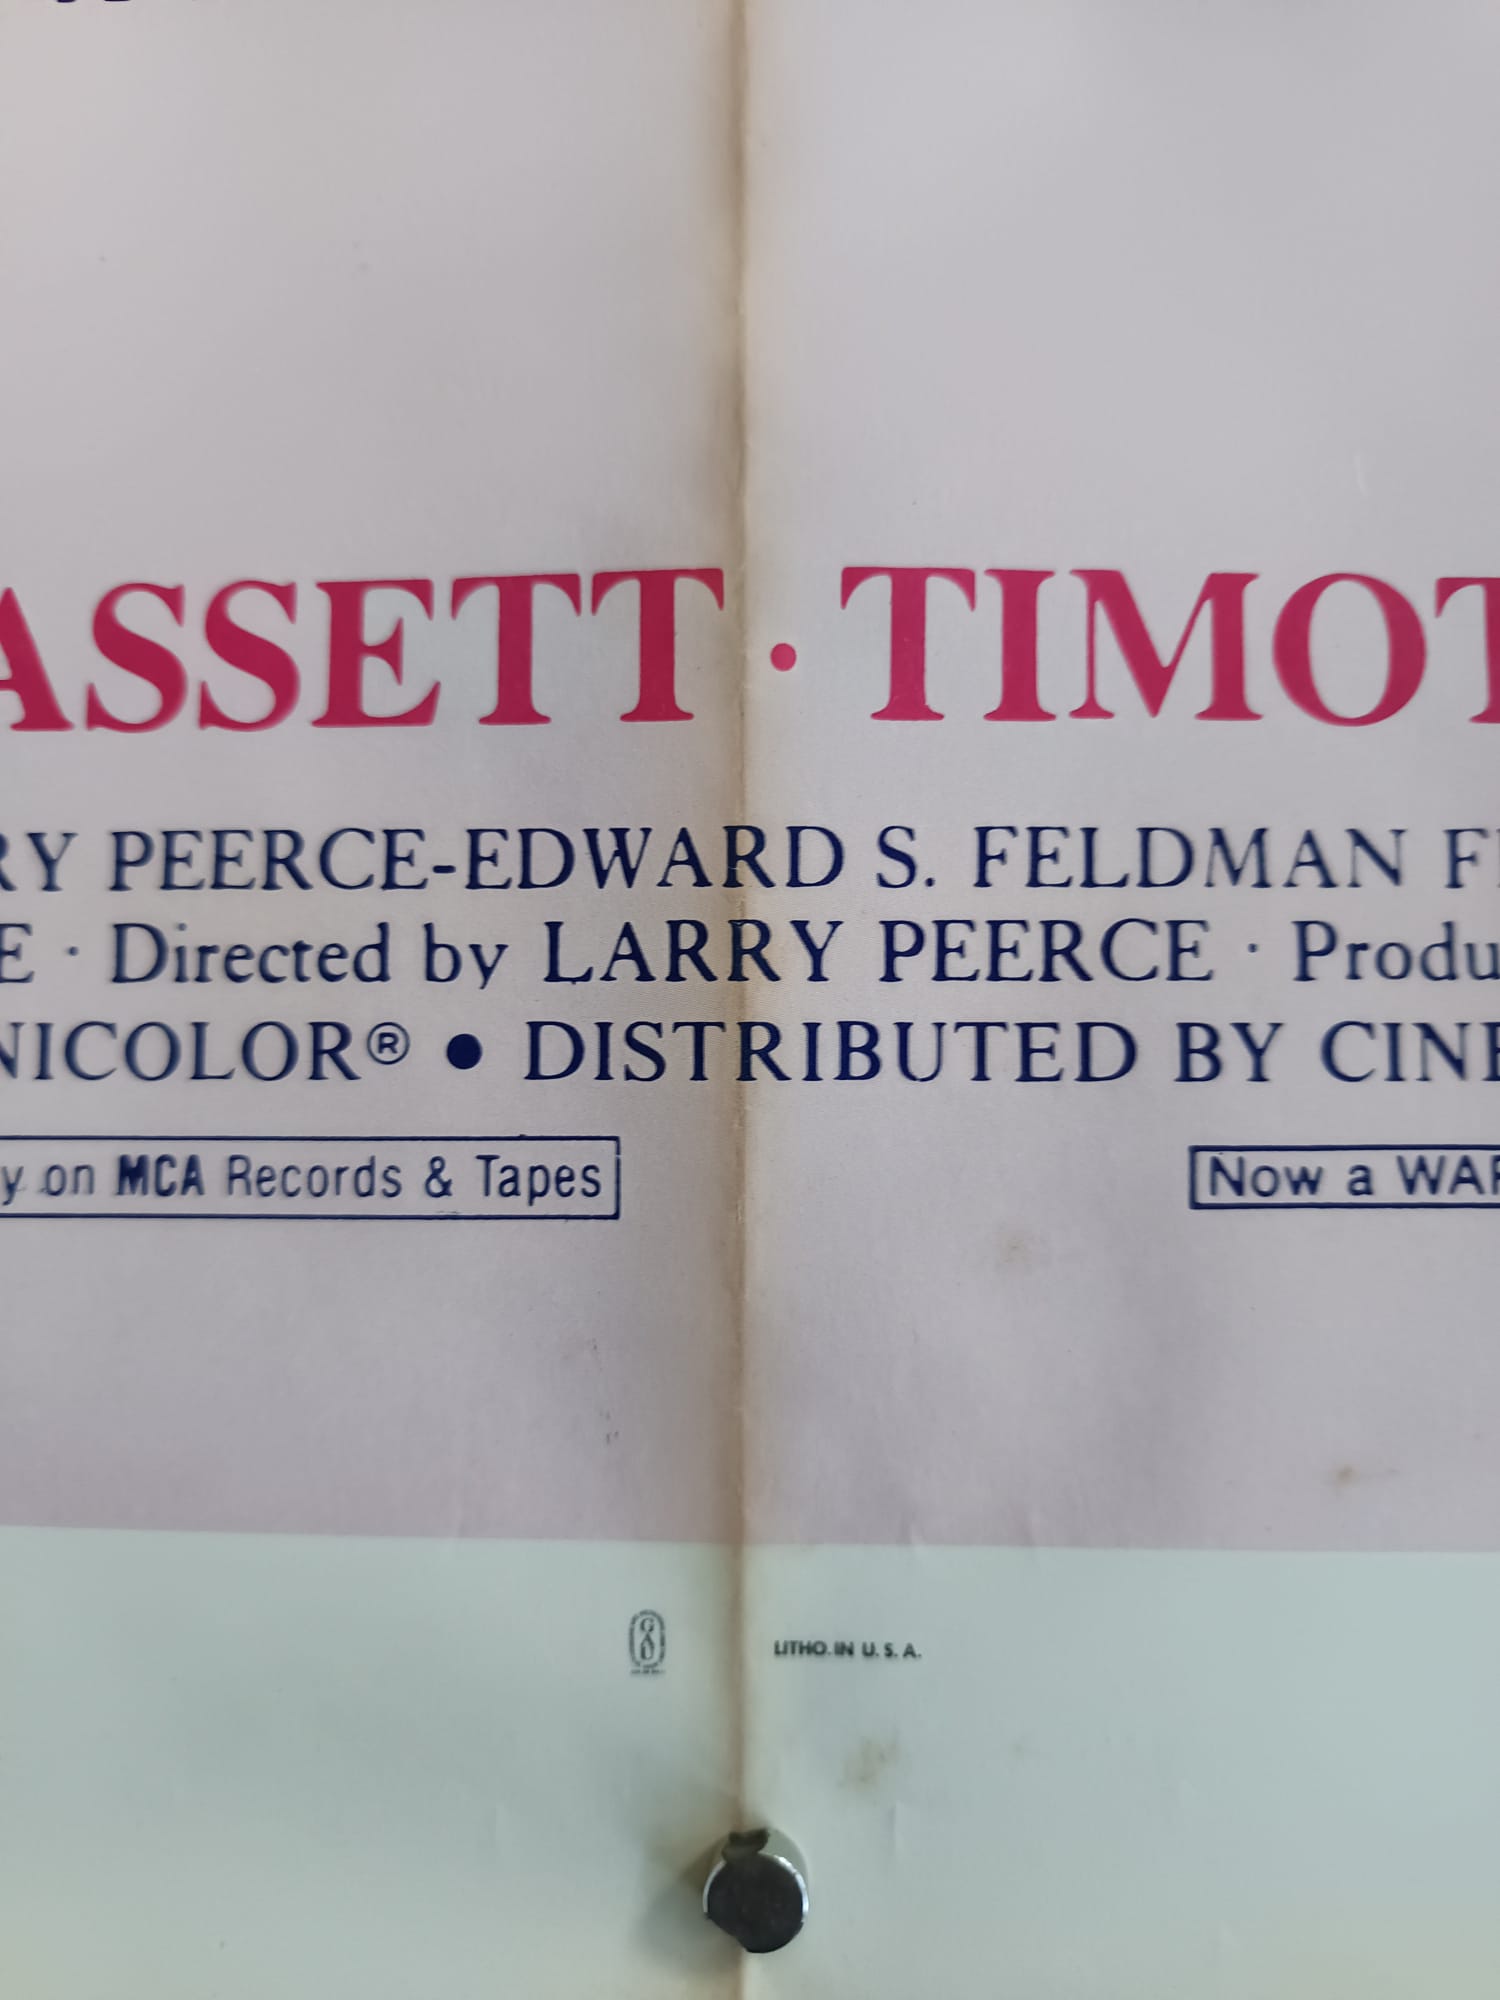 ASSETT · TIMOT
RY PEERCE-EDWARD S. FELDMAN F
E · Directed by LARRY PEERCE · Produ
NICOLOR® ● DISTRIBUTED BY CINE
y on MCA Records & Tapes
Now a WAR
LITHO. IN U. S. A.